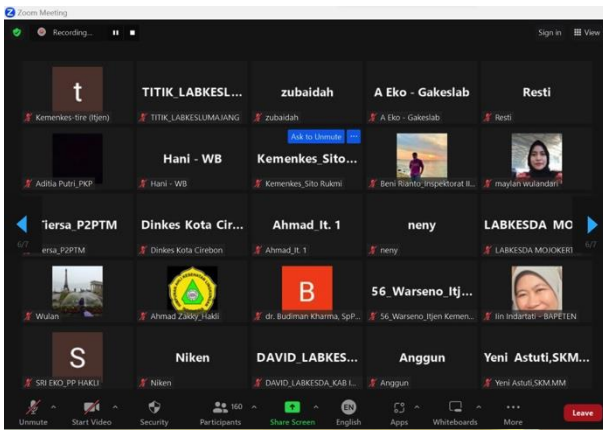 Zoom Meeting
Recording...
Sign in
View
t
Kemenkes-tire (Itjen)
TITIK_LABKESL...
TITIK_LABKESLUMAJANG
zubaidah
zubaidah
A Eko - Gakeslab
A Eko - Gakeslab
Resti
Resti
Aditia Putri_PKP
Hani - WB
Hani - WB
Ask to Unmute ...
Kemenkes_Sito...
Kemenkes_Sito Rukmi
Beni Rianto_Inspektorat II...
maylan wulandari
6/7
Tiersa_P2PTM
ersa_P2PTM
Dinkes Kota Cir...
Dinkes Kota Cirebon
Ahmad_It. 1
Ahmad_It. 1
neny
neny
LABKESDA MO
LABKESDA MOJOKERT
6/7
Wulan
Ahmad Zakky_Hakli
B
dr. Budiman Kharma, SpP...
56_Warseno_Itj...
56_Warseno_Itjen Kemen...
Iin Indartati - BAPETEN
S
SRI EKO_PP HAKLI
Niken
Niken
DAVID_LABKES...
DAVID_LABKESDA_KAB I...
Anggun
Anggun
Yeni Astuti,SKM...
Yeni Astuti,SKM.MM
Unmute
Start Video
Security
160
Participants
Share Screen
EN
English
Apps
Whiteboards
More
Leave